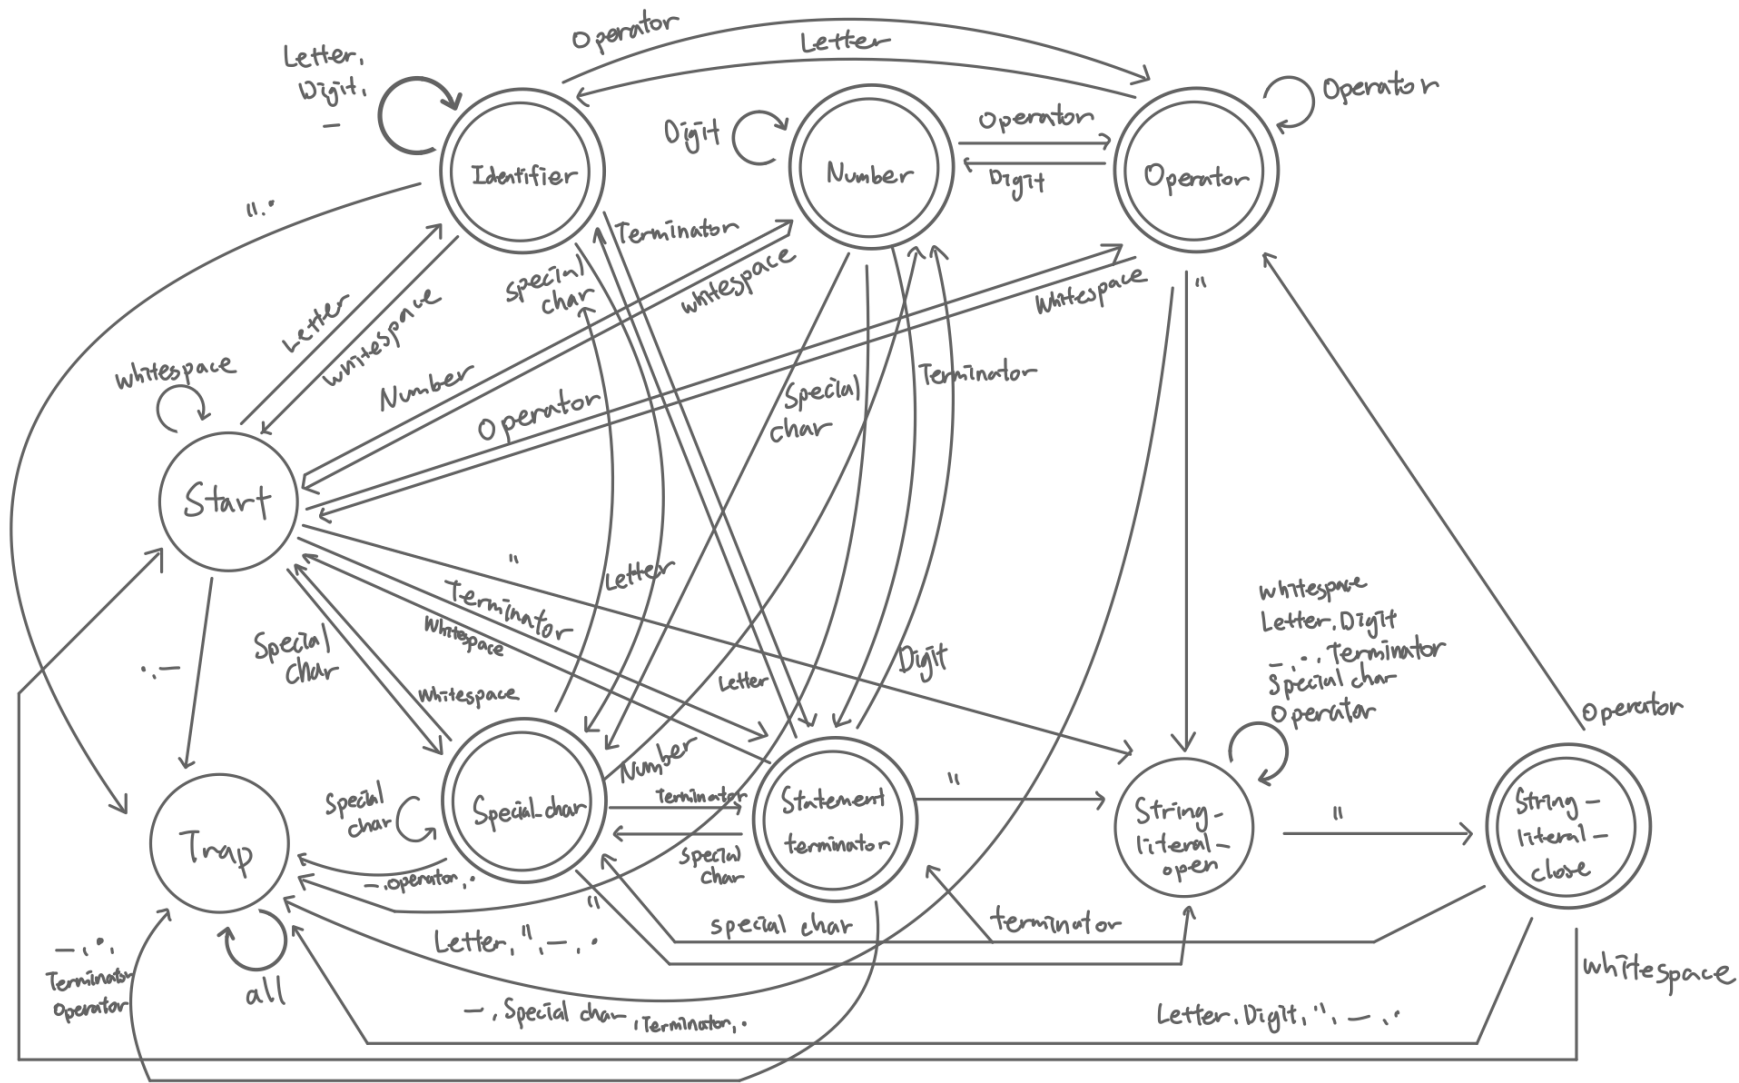 Operator
Letter
Letter,
Digit,
_
Operator
Digit
Operator
Digit
Identifier
Number
Operator
".·
Terminator
Special
char
Whitespace
Whitespace
"
Letter
Whitespace
Whitespace
Number
Operator
Special
char
Terminator
Start
"
Letter
Terminator
Whitespace
Special
char
. _
Whitespace
Letter
Digit
Whitespace
Letter, Digit
_ , . , Terminator
Special char
Operator
Operator
Number
Special
char
Special_char
Terminator
Statement
terminator
"
String_
literal_
open
"
String_
literal_
close
Trap
_ , Operator, .
Special
char
"
Special char
terminator
Letter, " , _ , .
_ , . ,
Terminator
Operator
all
_ , Special char , Terminator, .
Letter, Digit, " , _ , .
Whitespace